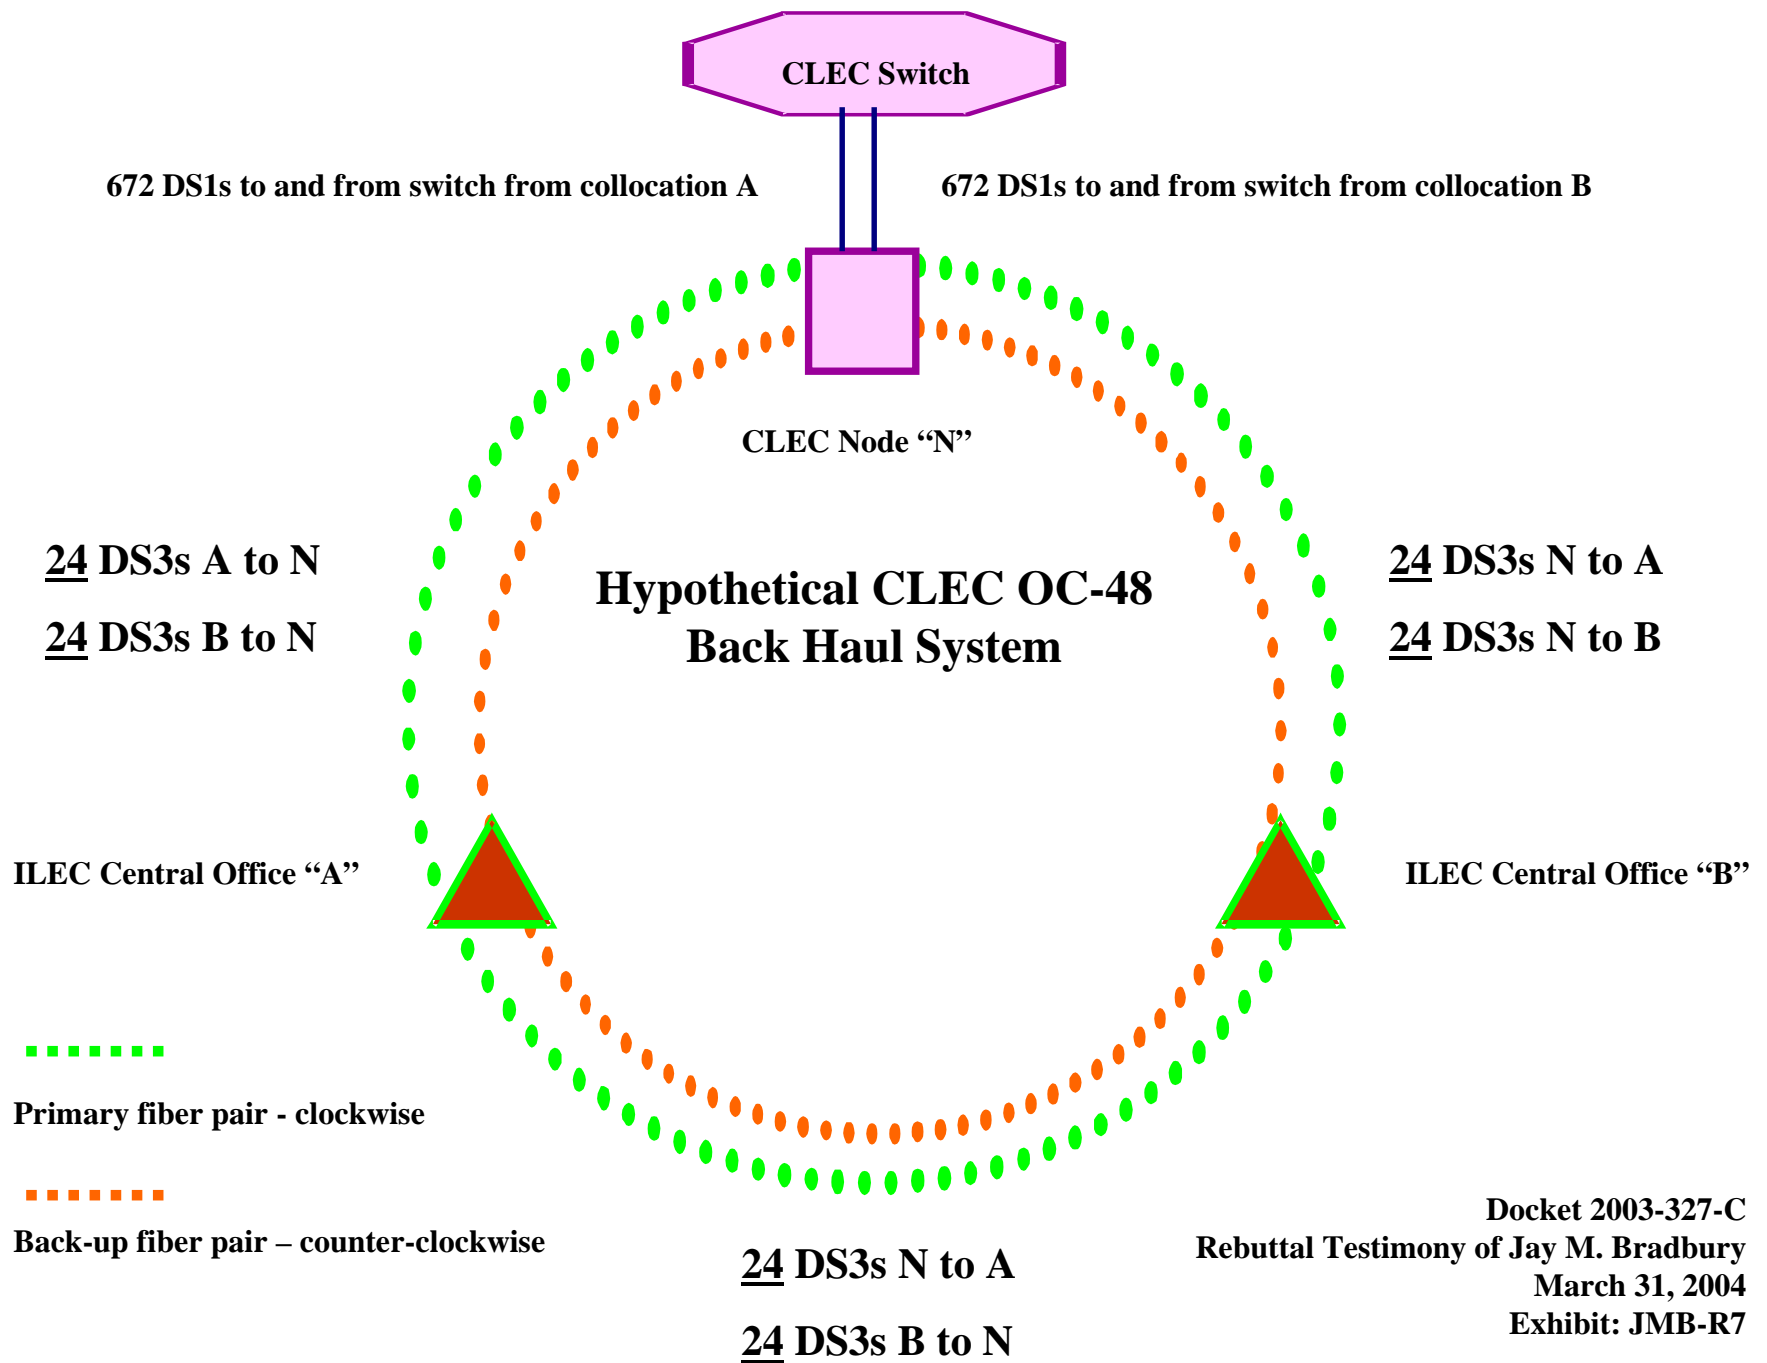 CLEC Switch
672 DS1s to and from switch from collocation A
672 DS1s to and from switch from collocation B
CLEC Node “N”
24 DS3s A to N
24 DS3s B to N
Hypothetical CLEC OC-48
Back Haul System
24 DS3s N to A
24 DS3s N to B
ILEC Central Office “A”
ILEC Central Office “B”
Primary fiber pair - clockwise
Back-up fiber pair – counter-clockwise
24 DS3s N to A
24 DS3s B to N
Docket 2003-327-C
Rebuttal Testimony of Jay M. Bradbury
March 31, 2004
Exhibit: JMB-R7